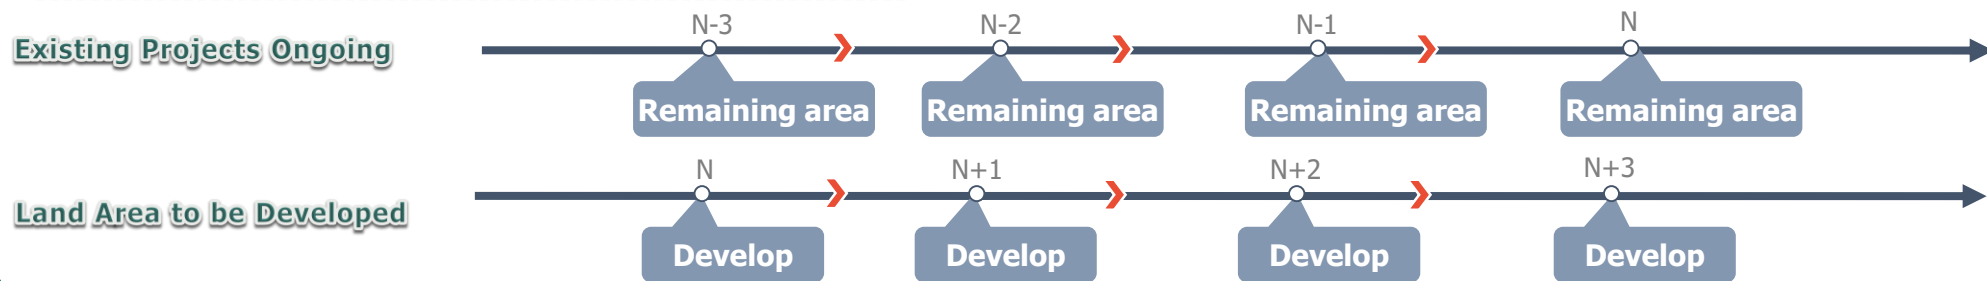 N-3 N-2 N-1 N
Existing Projects Ongoing
Remaining area Remaining area Remaining area Remaining area
N N+1 N+2 N+3
Land Area to be Developed
Develop Develop Develop Develop